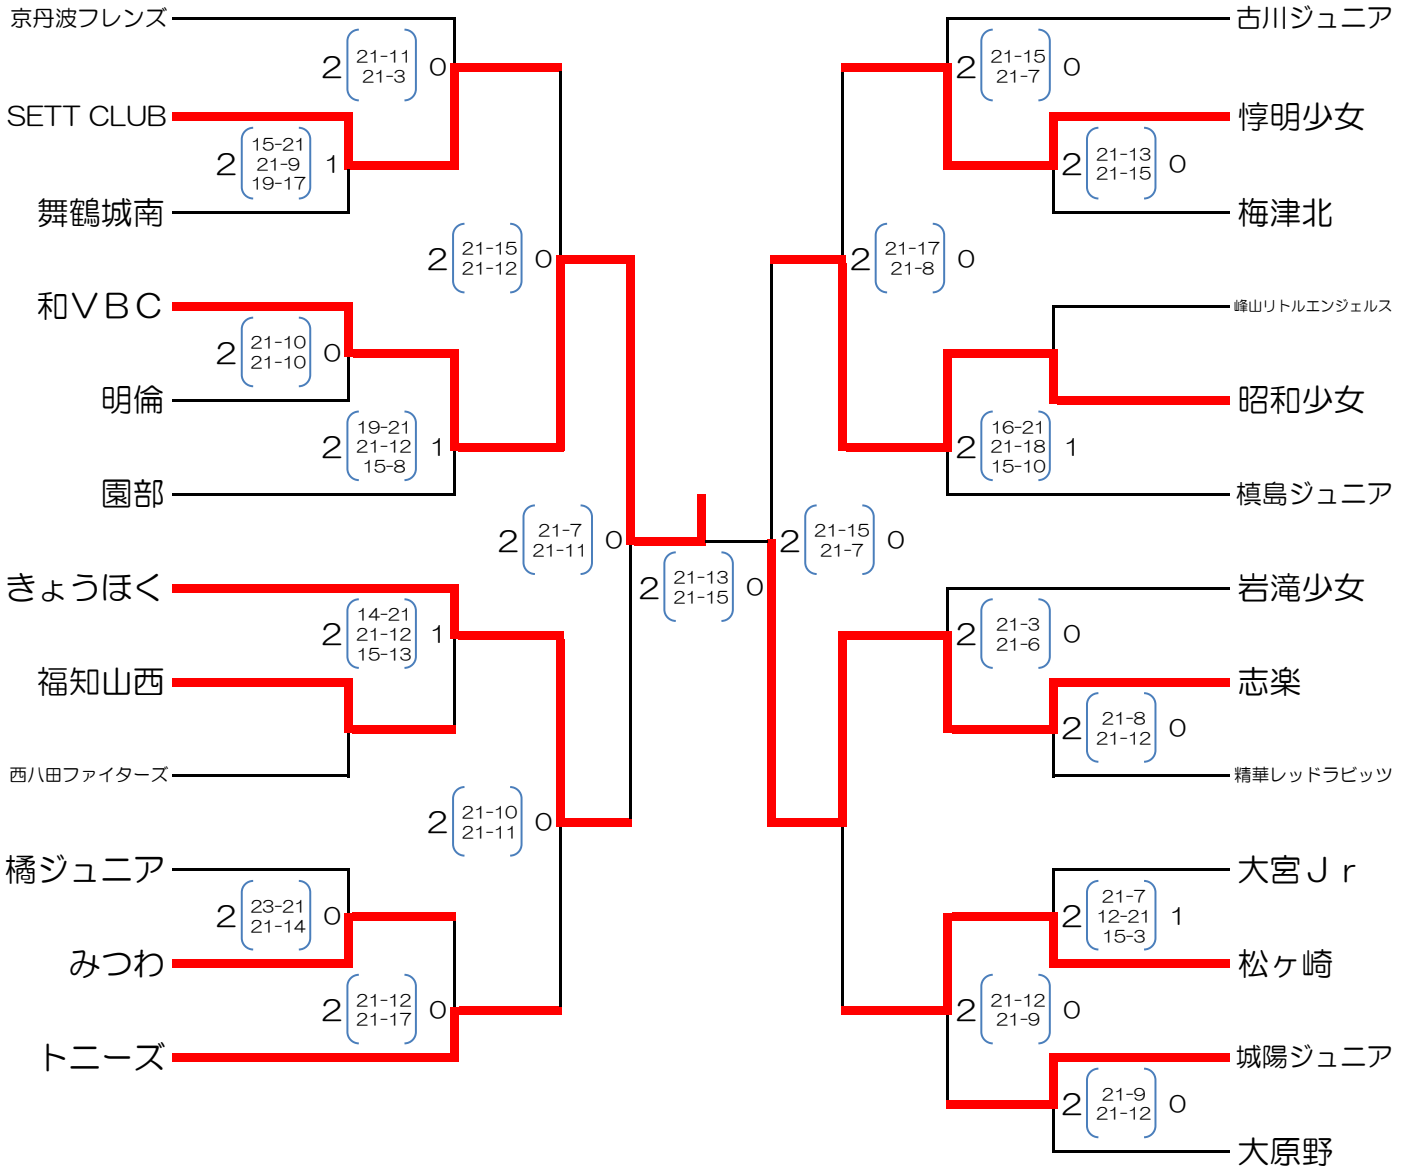 京丹波フレンズ
2 21-11 0
21-3
SETT CLUB
15-21
2 21-9 1
19-17
舞鶴城南
2 21-15 0
21-12
和VBC
2 21-10 0
21-10
明倫
19-21
2 21-12 1
15-8
園部
2 21-7 0
21-11
きょうほく
14-21
2 21-12 1
15-13
福知山西
西八田ファイターズ
2 21-10 0
21-11
橘ジュニア
2 23-21 0
21-14
みつわ
2 21-12 0
21-17
トニーズ
2 21-13 0
21-15
古川ジュニア
2 21-15 0
21-7
惇明少女
2 21-13 0
21-15
梅津北
2 21-17 0
21-8
峰山リトルエンジェルス
昭和少女
16-21
2 21-18 1
15-10
槙島ジュニア
2 21-15 0
21-7
岩滝少女
2 21-3 0
21-6
志楽
2 21-8 0
21-12
精華レッドラビッツ
大宮Jr
21-7
2 12-21 1
15-3
松ヶ崎
2 21-12 0
21-9
城陽ジュニア
2 21-9 0
21-12
大原野